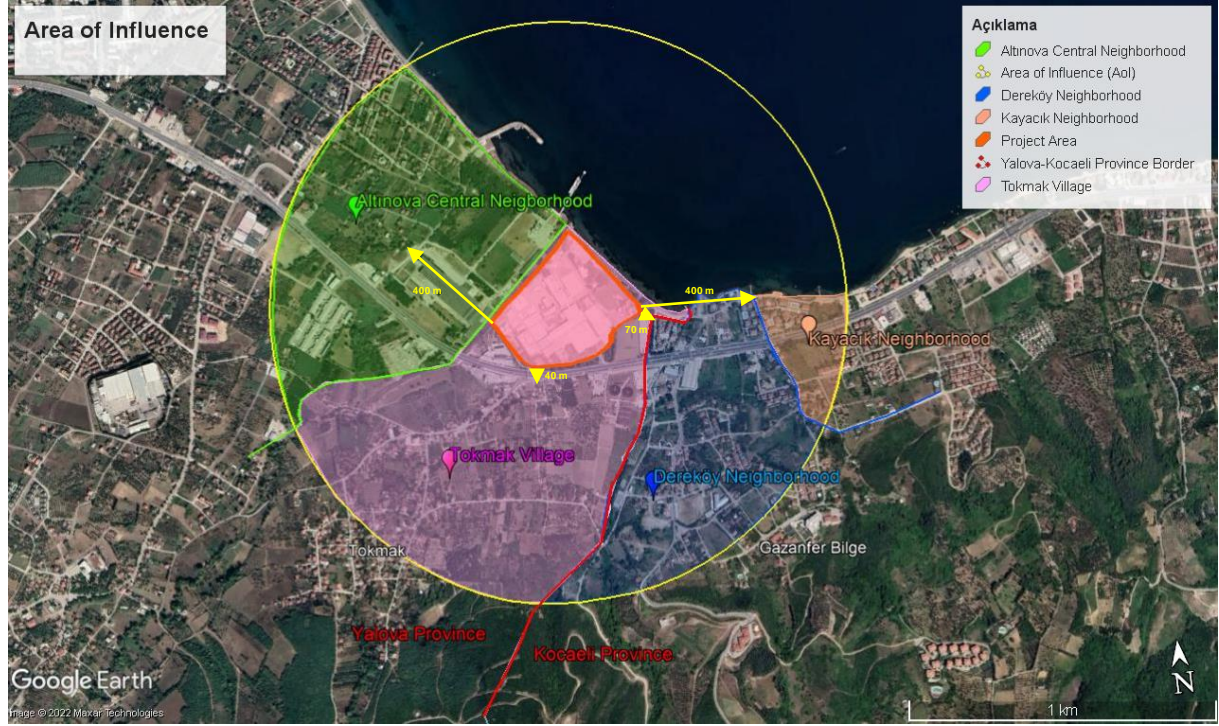 Area of Influence
Açıklama
Altınova Central Neighborhood
Area of Influence (AoI)
Dereköy Neighborhood
Kayacık Neighborhood
Project Area
Yalova-Kocaeli Province Border
Tokmak Village
Altınova Central Neigborhood
400 m
400 m
70 m
Kayacık Neighborhood
40 m
Tokmak Village
Dereköy Neighborhood
Tokmak
Gazanfer Bilge
Yalova Province
Kocaeli Province
Google Earth
Image © 2022 Maxar Technologies
N
1 km